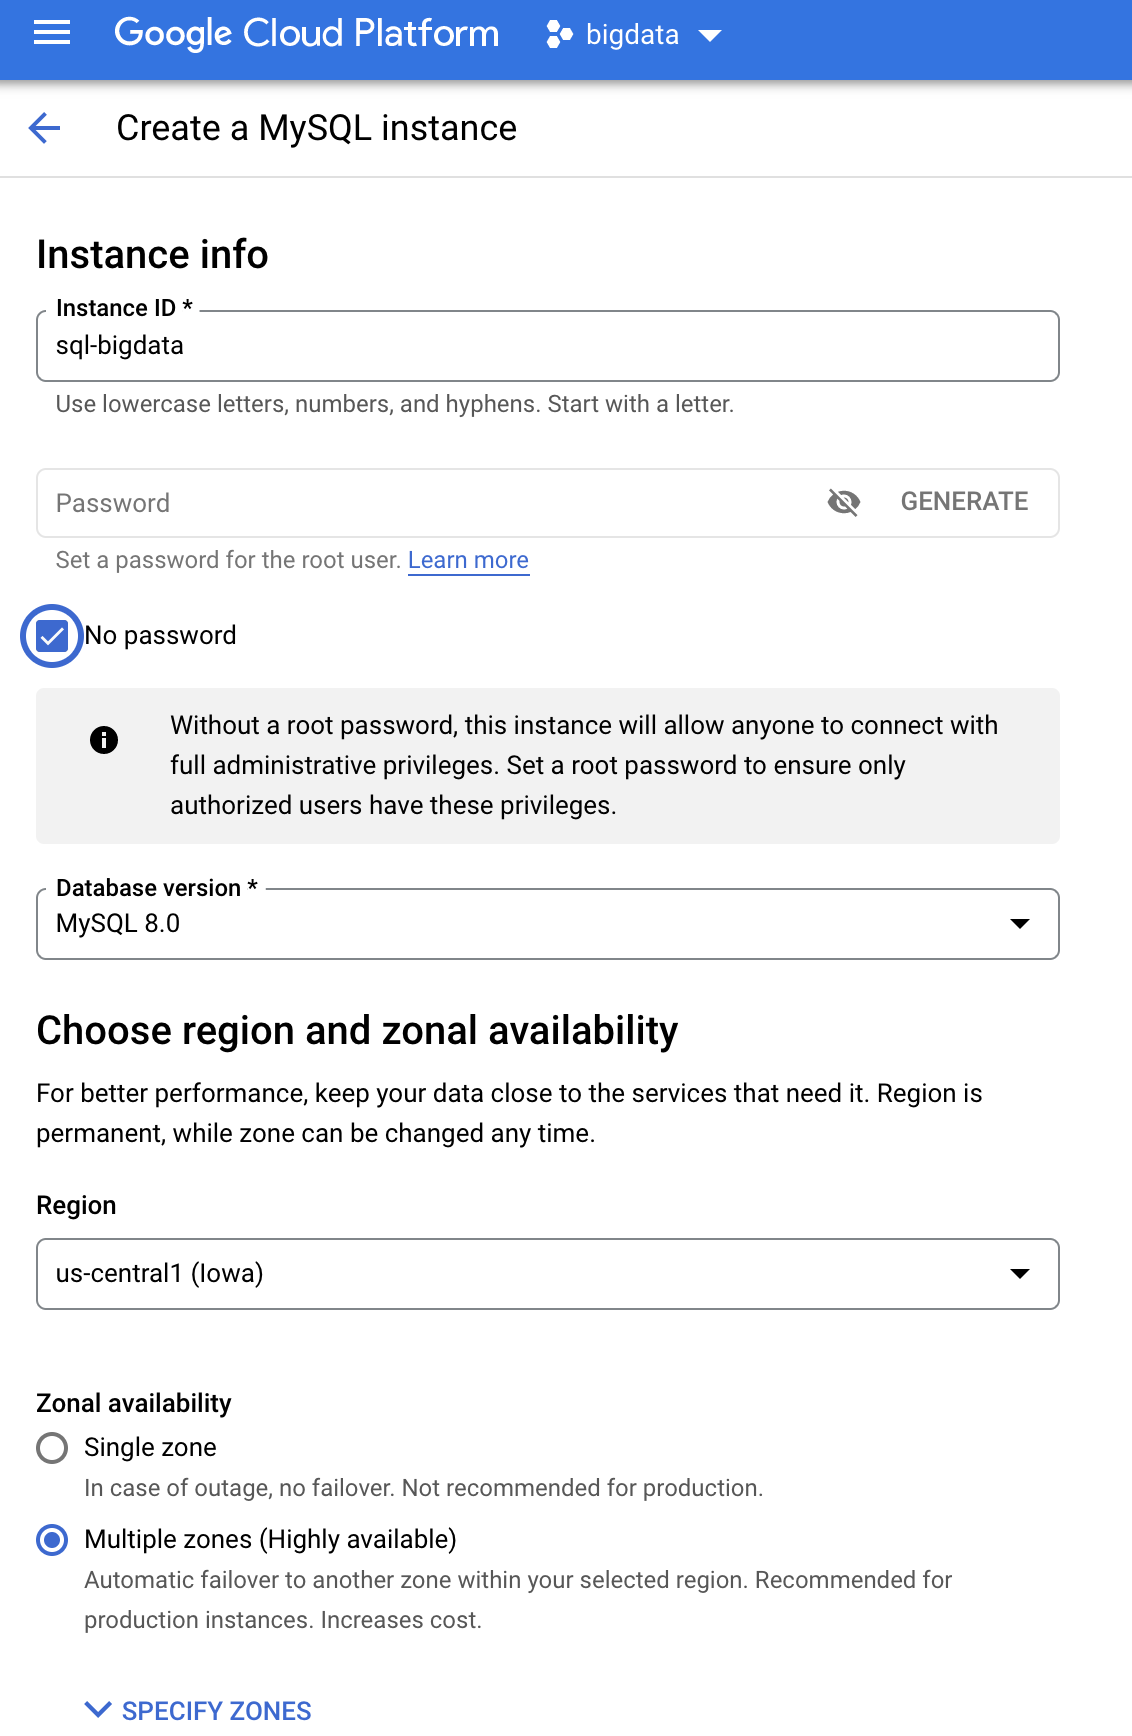 Google Cloud Platform bigdata
Create a MySQL instance
Instance info
Instance ID *
sql-bigdata
Use lowercase letters, numbers, and hyphens. Start with a letter.
Password GENERATE
Set a password for the root user. Learn more
No password
Without a root password, this instance will allow anyone to connect with
full administrative privileges. Set a root password to ensure only
authorized users have these privileges.
Database version *
MySQL 8.0
Choose region and zonal availability
For better performance, keep your data close to the services that need it. Region is
permanent, while zone can be changed any time.
Region
us-central1 (Iowa)
Zonal availability
Single zone
In case of outage, no failover. Not recommended for production.
Multiple zones (Highly available)
Automatic failover to another zone within your selected region. Recommended for
production instances. Increases cost.
SPECIFY ZONES